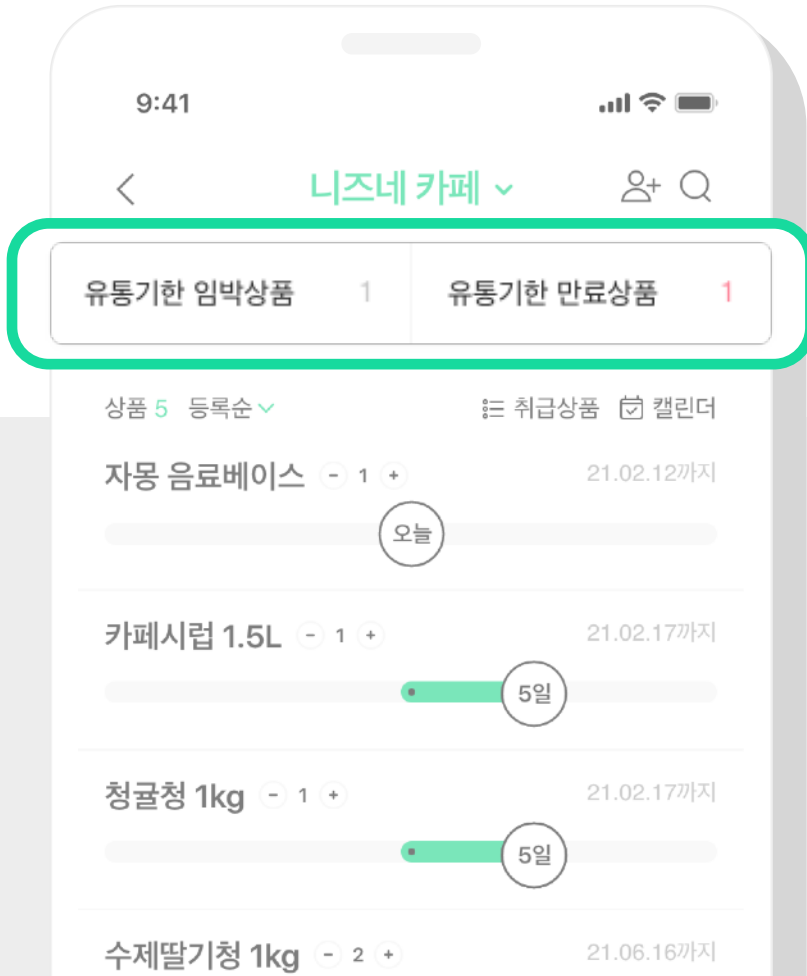 9:41
니즈네 카페
유통기한 임박상품 1 유통기한 만료상품 1
상품 5 등록순 취급상품 캘린더
자몽 음료베이스 - 1 + 21.02.12까지
오늘
카페시럽 1.5L - 1 + 21.02.17까지
5일
청귤청 1kg - 1 + 21.02.17까지
5일
수제딸기청 1kg - 2 + 21.06.16까지